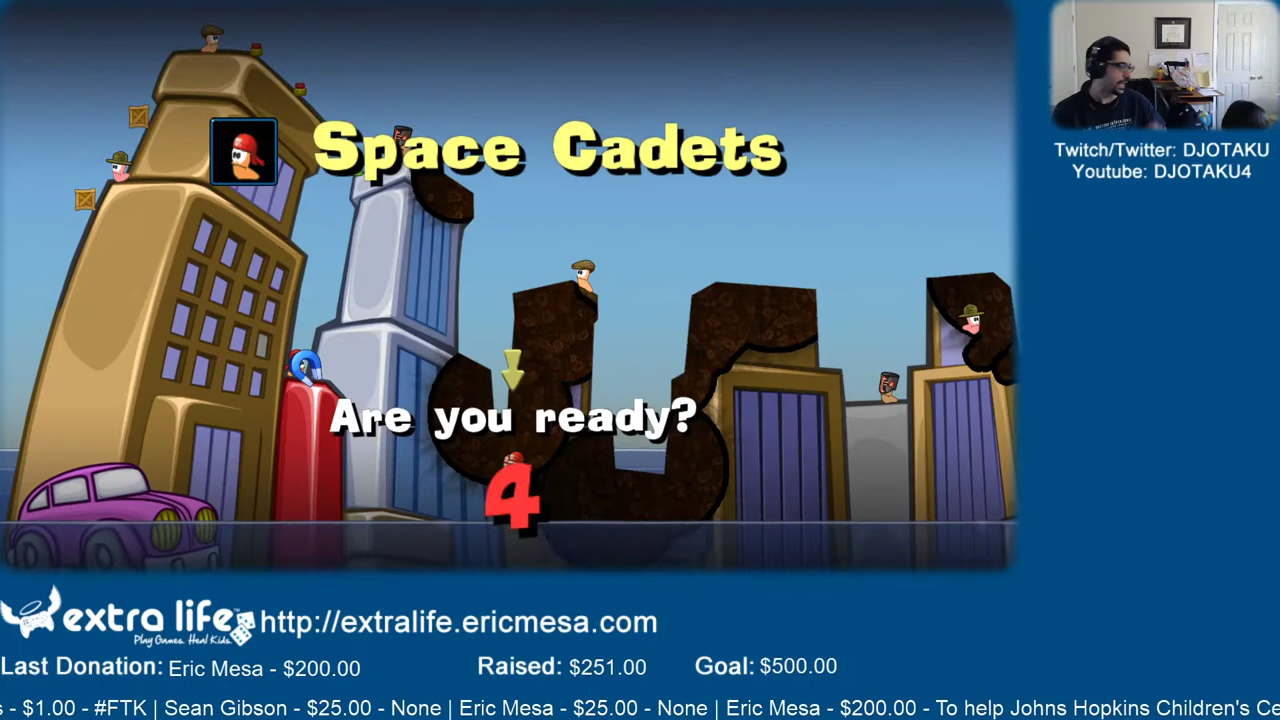 Space Cadets
Are you ready?
4
Twitch/Twitter: DJOTAKU
Youtube: DJOTAKU4
extra life
Play Games. Heal Kids.
http://extralife.ericmesa.com
Last Donation: Eric Mesa - $200.00
Raised: $251.00
Goal: $500.00
s - $1.00 - #FTK | Sean Gibson - $25.00 - None | Eric Mesa - $25.00 - None | Eric Mesa - $200.00 - To help Johns Hopkins Children's Ce